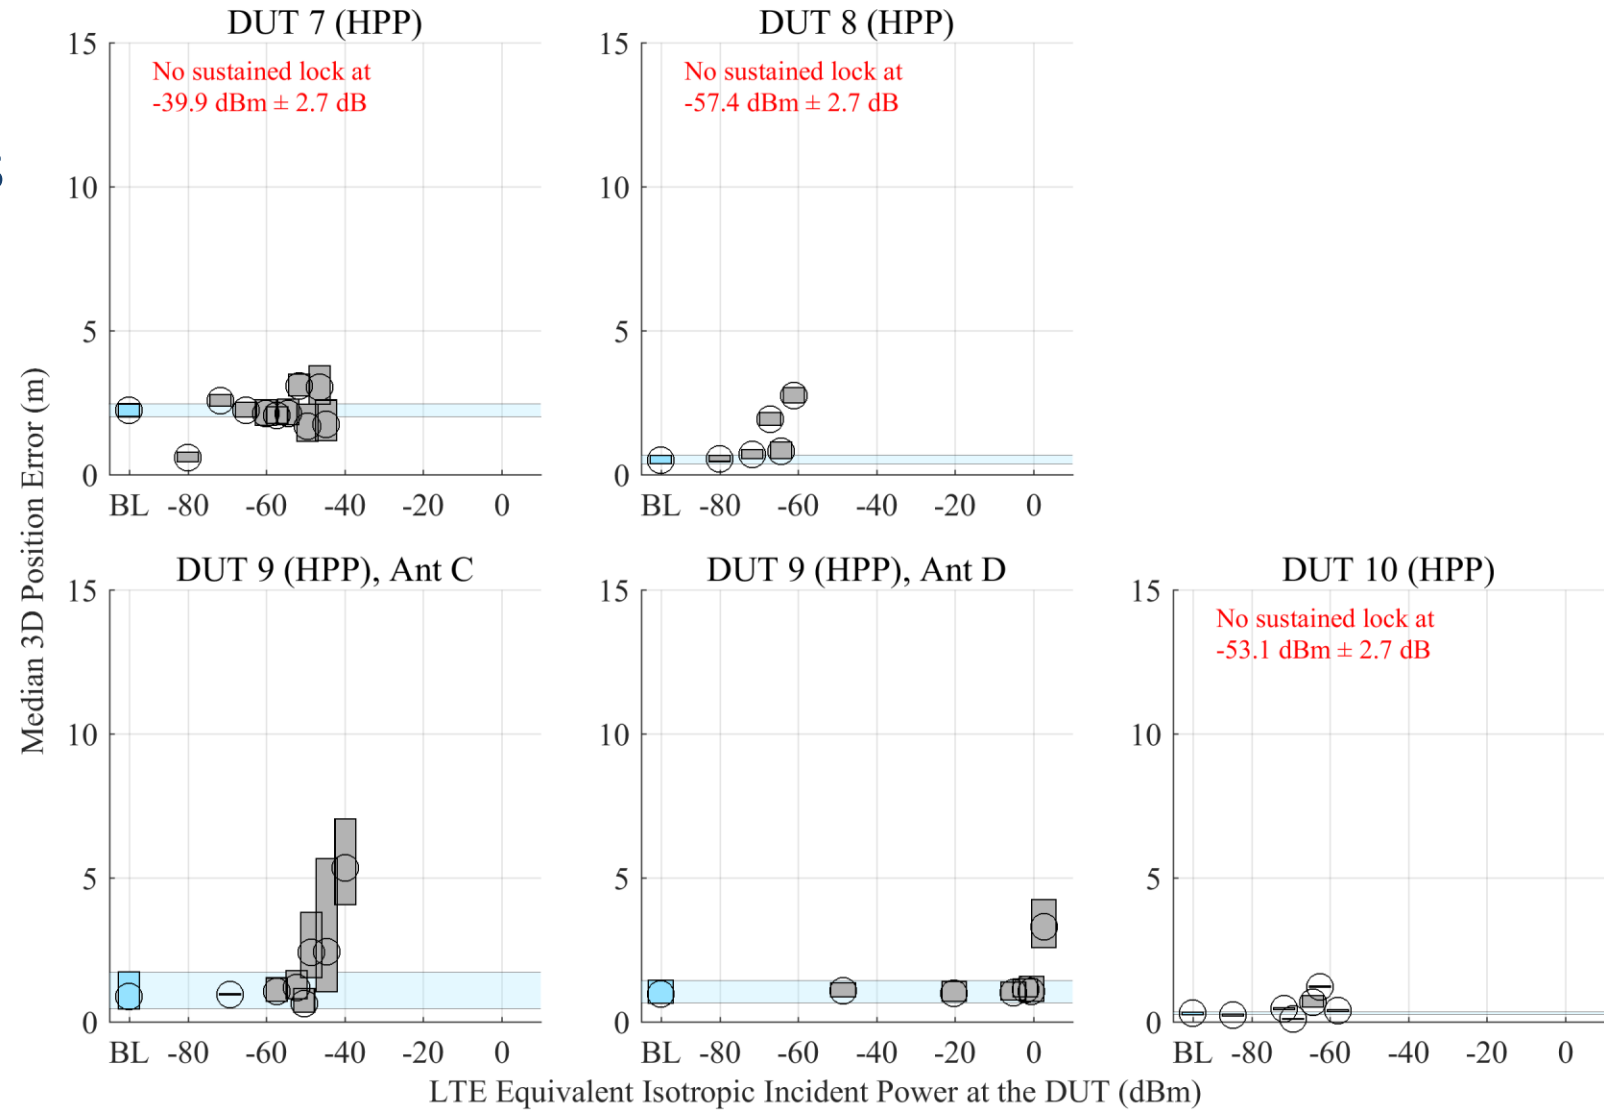 DUT 7 (HPP)
No sustained lock at
-39.9 dBm ± 2.7 dB
15
10
5
0
BL -80 -60 -40 -20 0
DUT 8 (HPP)
No sustained lock at
-57.4 dBm ± 2.7 dB
15
10
5
0
BL -80 -60 -40 -20 0
Median 3D Position Error (m)
DUT 9 (HPP), Ant C
15
10
5
0
BL -80 -60 -40 -20 0
DUT 9 (HPP), Ant D
15
10
5
0
BL -80 -60 -40 -20 0
DUT 10 (HPP)
No sustained lock at
-53.1 dBm ± 2.7 dB
15
10
5
0
BL -80 -60 -40 -20 0
LTE Equivalent Isotropic Incident Power at the DUT (dBm)